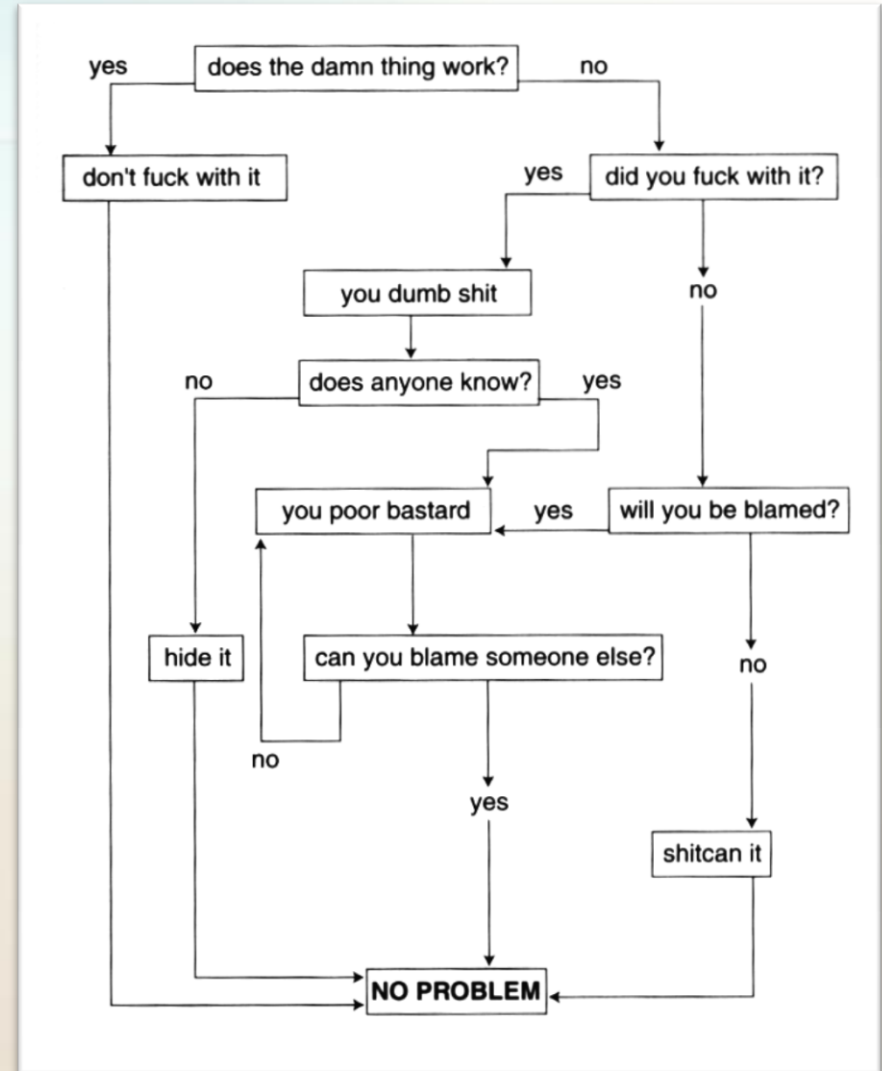 yes
does the damn thing work?
no
don't fuck with it
yes
did you fuck with it?
you dumb shit
no
no
does anyone know?
yes
you poor bastard
yes
will you be blamed?
hide it
can you blame someone else?
no
no
yes
shitcan it
NO PROBLEM